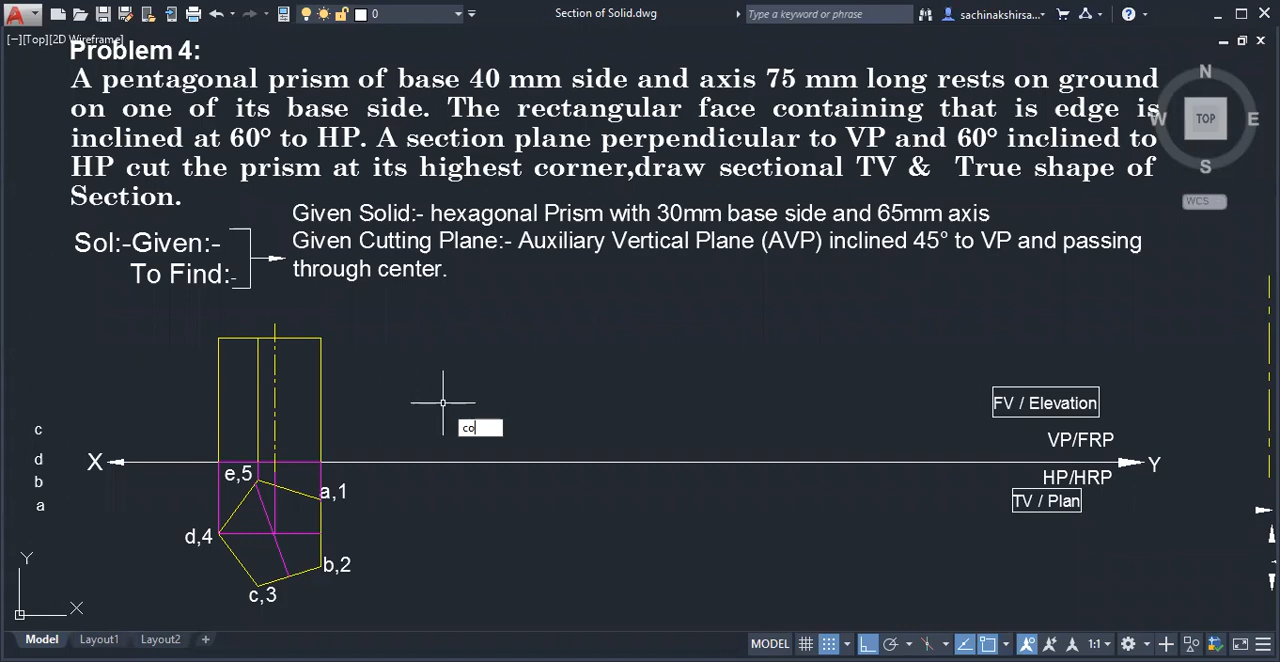 0
Section of Solid.dwg
Type a keyword or phrase
sachinakshirsa...
[−][Top][2D Wireframe]
Problem 4:
A pentagonal prism of base 40 mm side and axis 75 mm long rests on ground
on one of its base side. The rectangular face containing that is edge is
inclined at 60° to HP. A section plane perpendicular to VP and 60° inclined to
HP cut the prism at its highest corner,draw sectional TV & True shape of
Section.
N
W
TOP
E
S
WCS
Given Solid:- hexagonal Prism with 30mm base side and 65mm axis
Sol:-Given:-
Given Cutting Plane:- Auxiliary Vertical Plane (AVP) inclined 45° to VP and passing
To Find:-
through center.
co
FV / Elevation
c
VP/FRP
d
X
Y
e,5
HP/HRP
b
a,1
TV / Plan
a
d,4
b,2
Y
c,3
X
Model
Layout1
Layout2
+
MODEL
1:1